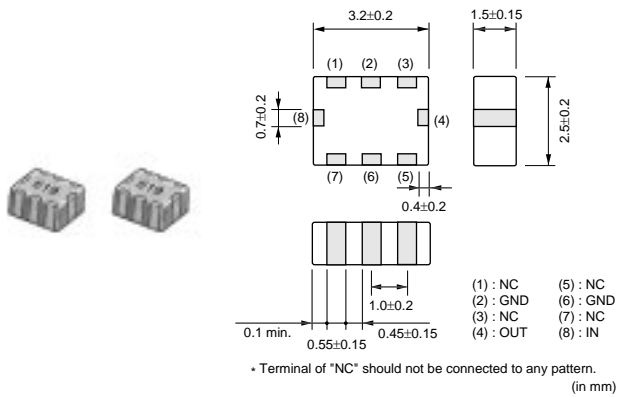 3.2±0.2
1.5±0.15
(1)
(2)
(3)
0.7±0.2
(8)
(4)
2.5±0.2
(7)
(6)
(5)
0.4±0.2
1.0±0.2
0.1 min.
0.45±0.15
0.55±0.15
(1) : NC
(5) : NC
(2) : GND
(6) : GND
(3) : NC
(7) : NC
(4) : OUT
(8) : IN
* Terminal of "NC" should not be connected to any pattern.
(in mm)